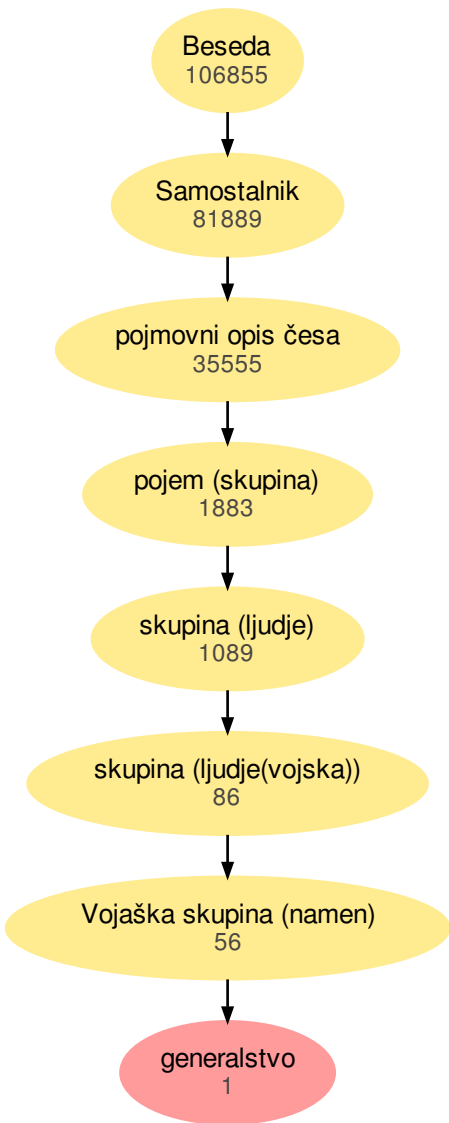 Beseda
106855
Samostalnik
81889
pojmovni opis česa
35555
pojem (skupina)
1883
skupina (ljudje)
1089
skupina (ljudje(vojska))
86
Vojaška skupina (namen)
56
generalstvo
1